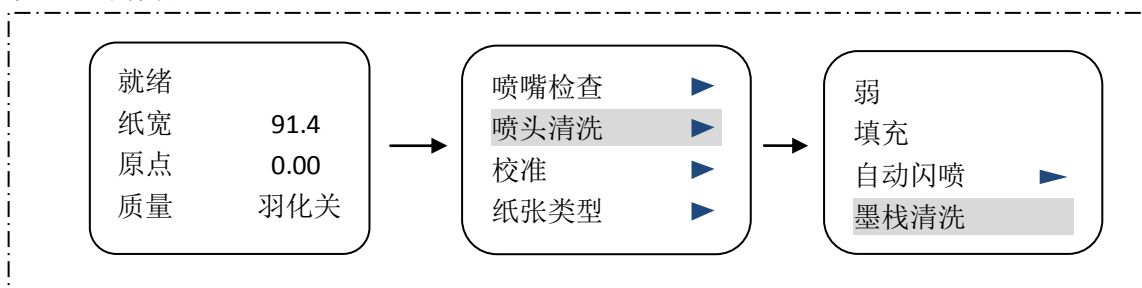 就绪
纸宽 91.4
原点 0.00
质量 羽化关
喷嘴检查
喷头清洗
校准
纸张类型
弱
填充
自动闪喷
墨栈清洗